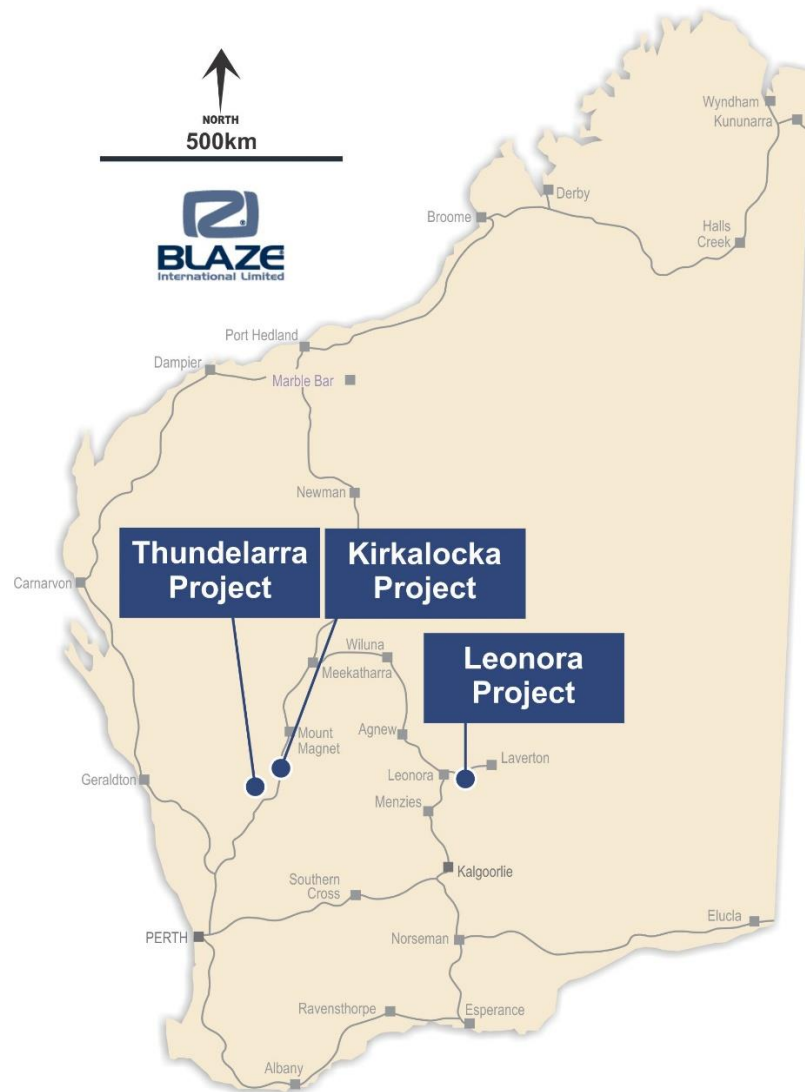 NORTH
500km
BLAZE
International Limited
Wyndham
Kununarra
Derby
Broome
Halls
Creek
Port Hedland
Dampier
Marble Bar
Newman
Thundelarra
Project
Kirkalocka
Project
Carnarvon
Wiluna
Meekatharra
Leonora
Project
Mount
Magnet
Agnew
Laverton
Geraldton
Leonora
Menzies
Kalgoorlie
Southern
Cross
Elucla
PERTH
Norseman
Ravensthorpe
Esperance
Albany